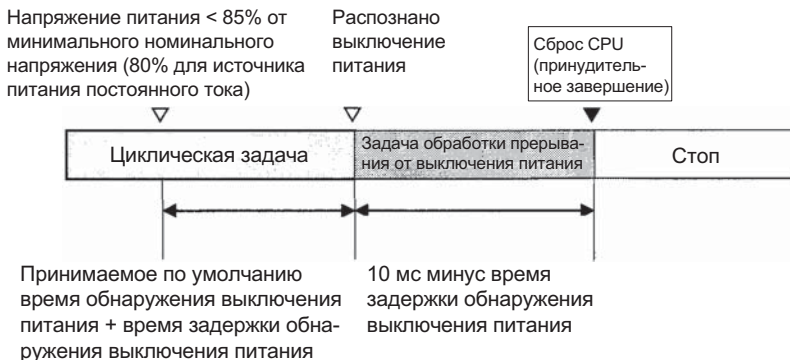 Напряжение питания < 85% от
минимального номинального
напряжения (80% для источника
питания постоянного тока)
Распознано
выключение
питания
Сброс CPU
(принудитель-
ное завершение)
Циклическая задача
Задача обработки прерыва-
ния от выключения питания
Стоп
Принимаемое по умолчанию
время обнаружения выключения
питания + время задержки обна-
ружения выключения питания
10 мс минус время
задержки обнаружения
выключения питания